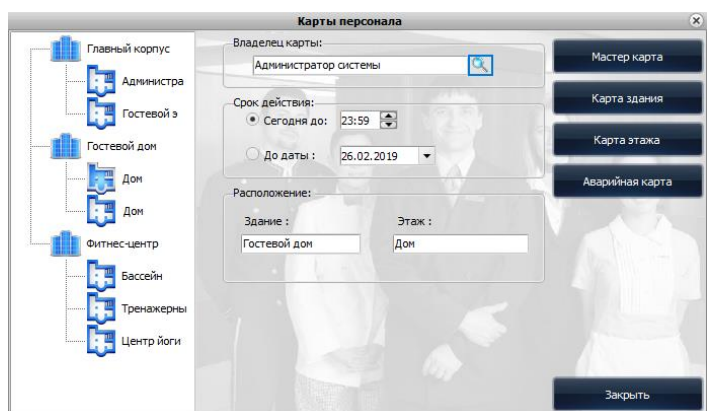 Карты персонала
Главный корпус
Администра
Гостевой э
Гостевой дом
Дом
Дом
Фитнес-центр
Бассейн
Тренажерны
Центр йоги
Владелец карты:
Администратор системы
Срок действия:
Сегодня до: 23:59
До даты : 26.02.2019
Расположение:
Здание : Этаж :
Гостевой дом Дом
Мастер карта
Карта здания
Карта этажа
Аварийная карта
Закрыть